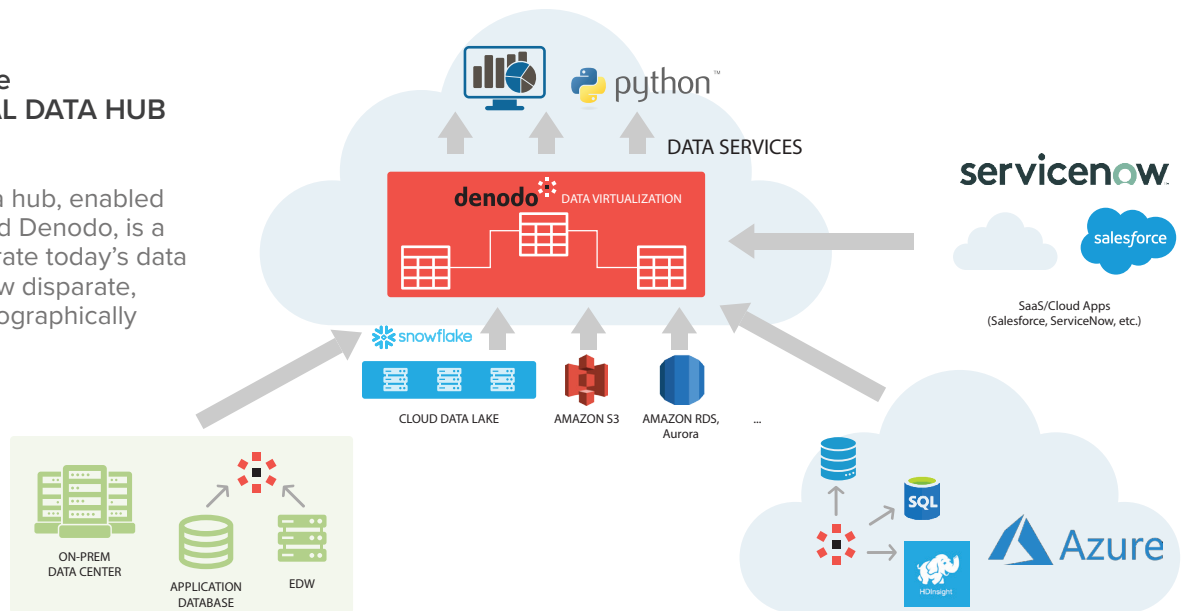 e
AL DATA HUB
a hub, enabled
d Denodo, is a
rate today's data
w disparate,
ographically
python™
DATA SERVICES
denodo DATA VIRTUALIZATION
servicenow
salesforce
SaaS/Cloud Apps
(Salesforce, ServiceNow, etc.)
snowflake
CLOUD DATA LAKE
AMAZON S3
AMAZON RDS,
Aurora
...
ON-PREM
DATA CENTER
APPLICATION
DATABASE
EDW
SQL
HDInsight
Azure